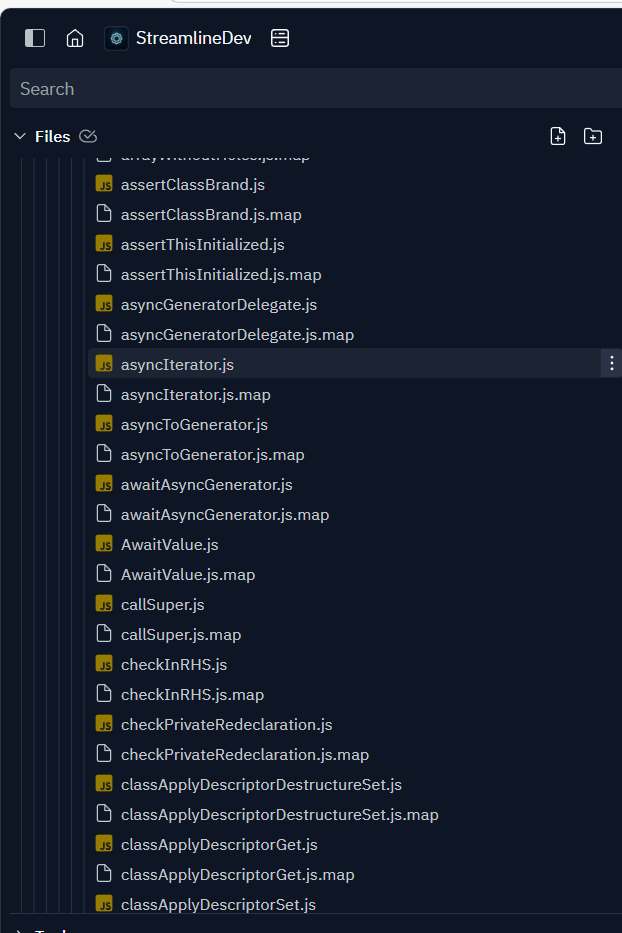 StreamlineDev
Search
Files
arrayWithoutHoles.js.map
JS assertClassBrand.js
assertClassBrand.js.map
JS assertThisInitialized.js
assertThisInitialized.js.map
JS asyncGeneratorDelegate.js
asyncGeneratorDelegate.js.map
JS asyncIterator.js
asyncIterator.js.map
JS asyncToGenerator.js
asyncToGenerator.js.map
JS awaitAsyncGenerator.js
awaitAsyncGenerator.js.map
JS AwaitValue.js
AwaitValue.js.map
JS callSuper.js
callSuper.js.map
JS checkInRHS.js
checkInRHS.js.map
JS checkPrivateRedeclaration.js
checkPrivateRedeclaration.js.map
JS classApplyDescriptorDestructureSet.js
classApplyDescriptorDestructureSet.js.map
JS classApplyDescriptorGet.js
classApplyDescriptorGet.js.map
JS classApplyDescriptorSet.js